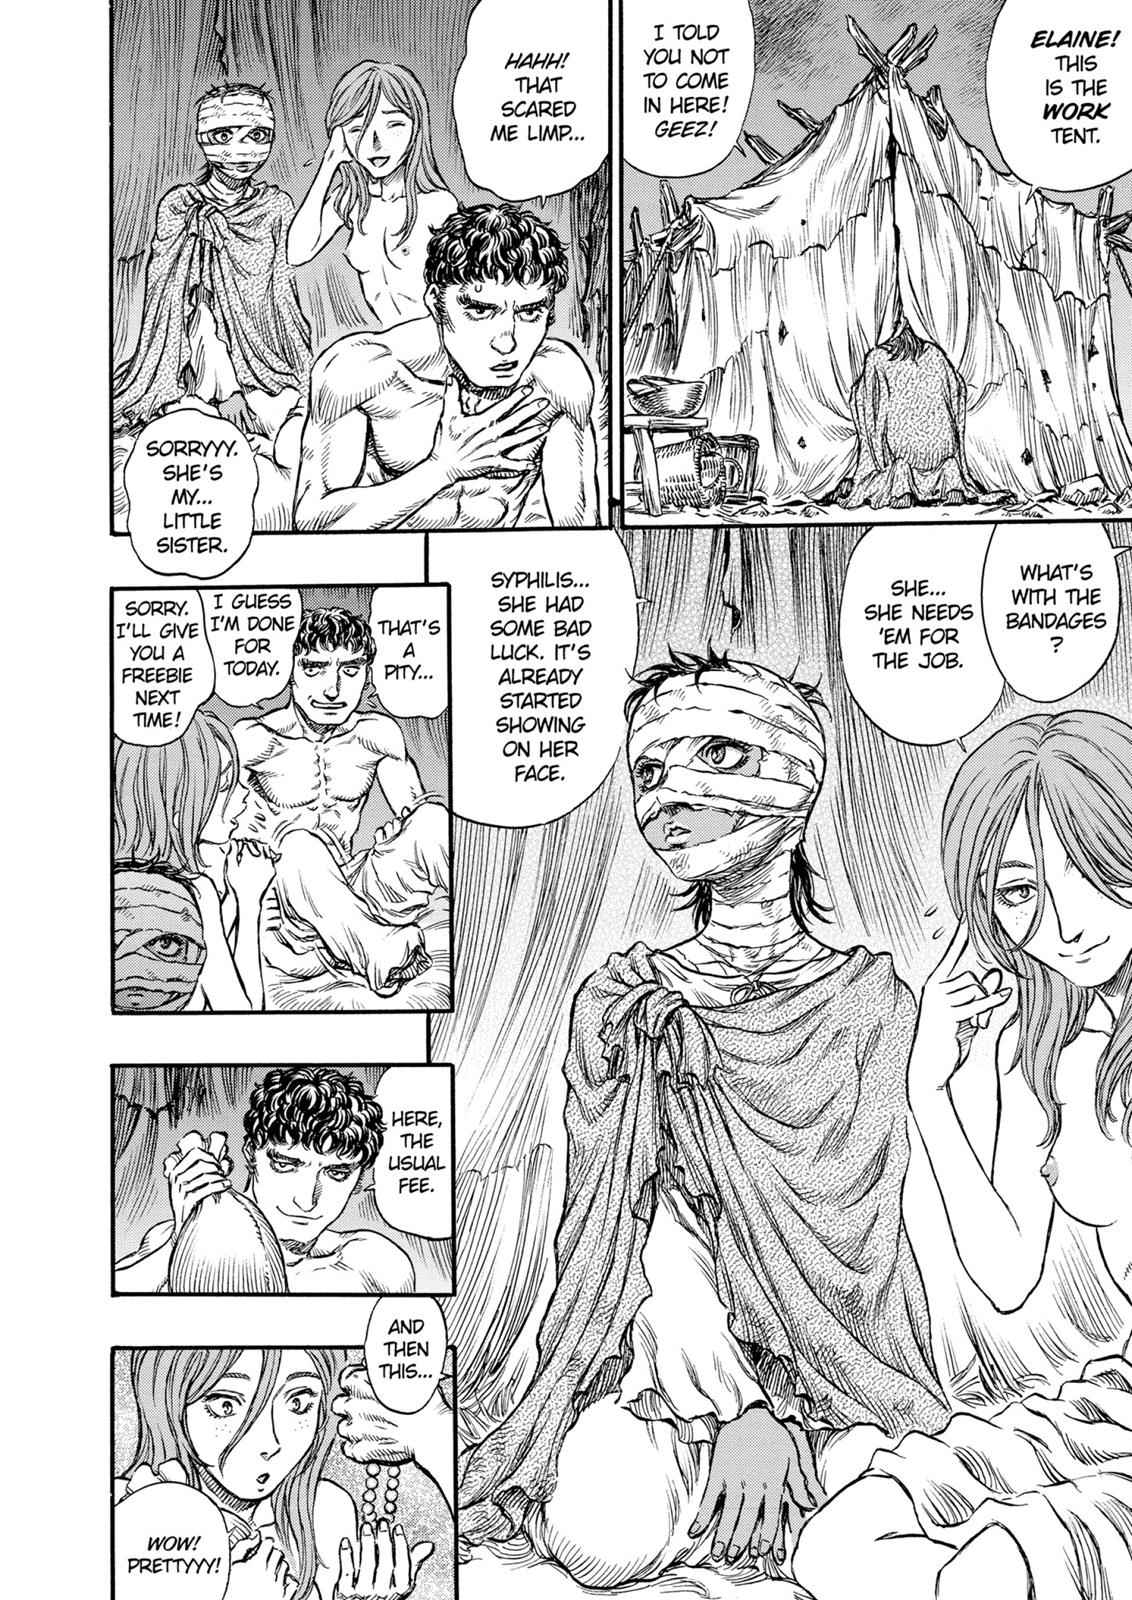 ELAINE!
THIS
IS THE
WORK
TENT.
I TOLD
YOU NOT
TO COME
IN HERE!
GEEZ!
HAHH!
THAT
SCARED
ME LIMP...
SORRYYY.
SHE'S
MY...
LITTLE
SISTER.
WHAT'S
WITH THE
BANDAGES
?
SHE...
SHE NEEDS
'EM FOR
THE JOB.
SYPHILIS...
SHE HAD
SOME BAD
LUCK. IT'S
ALREADY
STARTED
SHOWING
ON HER
FACE.
THAT'S
A
PITY...
I GUESS
I'M DONE
FOR
TODAY.
SORRY.
I'LL GIVE
YOU A
FREEBIE
NEXT
TIME!
HERE,
THE
USUAL
FEE.
AND
THEN
THIS...
WOW!
PRETTYYY!